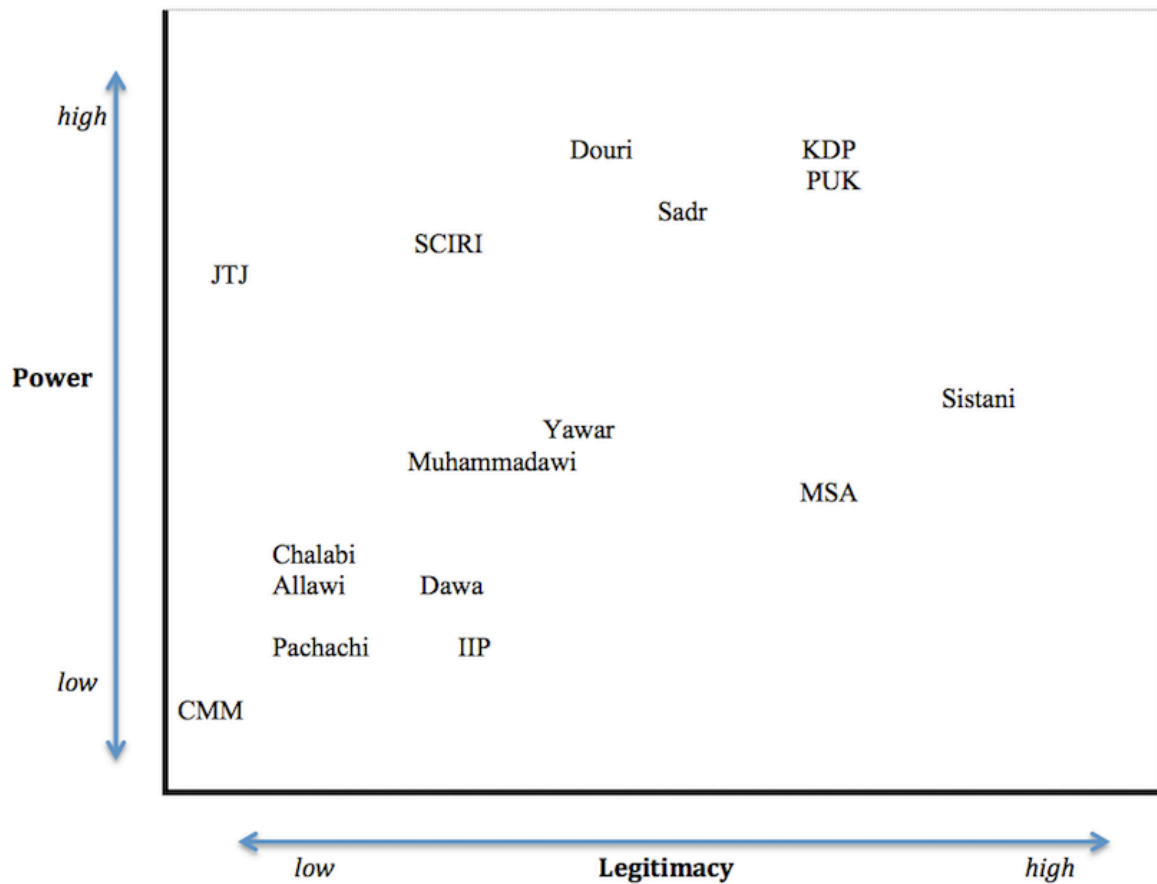 high
Douri KDP
PUK
Sadr
SCIRI
JTJ
Power
Sistani
Yawar
Muhammadawi
MSA
Chalabi
Allawi Dawa
Pachachi IIP
low
CMM
low Legitimacy high